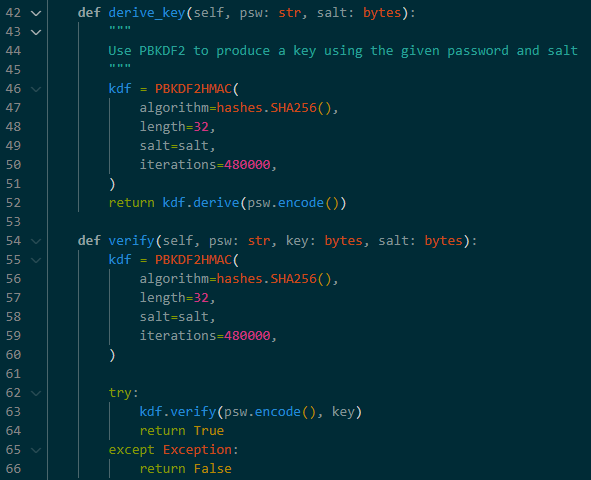 42 def derive_key(self, psw: str, salt: bytes):
43 """
44 Use PBKDF2 to produce a key using the given password and salt
45 """
46 kdf = PBKDF2HMAC(
47 algorithm=hashes.SHA256(),
48 length=32,
49 salt=salt,
50 iterations=480000,
51 )
52 return kdf.derive(psw.encode())
53
54 def verify(self, psw: str, key: bytes, salt: bytes):
55 kdf = PBKDF2HMAC(
56 algorithm=hashes.SHA256(),
57 length=32,
58 salt=salt,
59 iterations=480000,
60 )
61
62 try:
63 kdf.verify(psw.encode(), key)
64 return True
65 except Exception:
66 return False